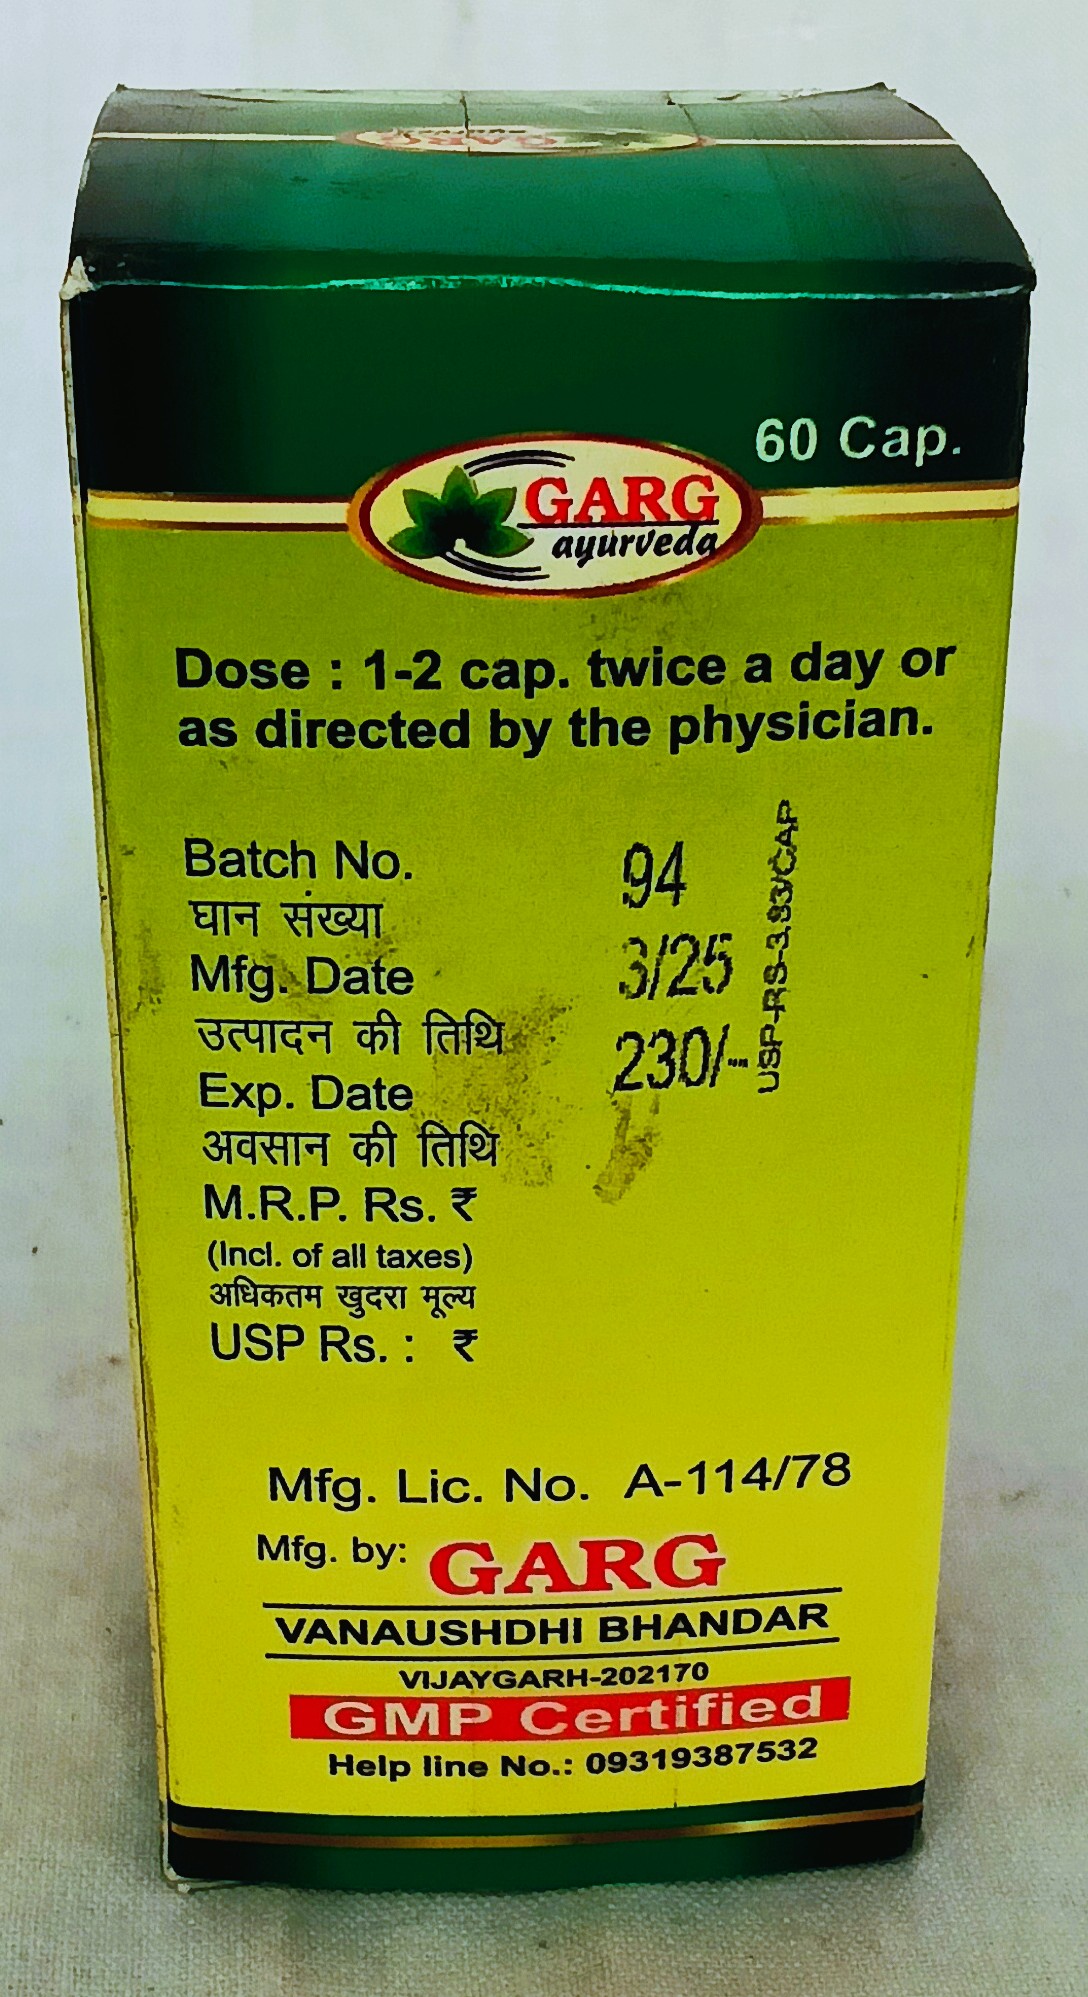 60 Cap.
GARG
ayurveda
Dose : 1-2 cap. twice a day or
as directed by the physician.
Batch No. 94
घान संख्या
Mfg. Date 3/25
उत्पादन की तिथि
Exp. Date 230/-
अवसान की तिथि
M.R.P. Rs. ₹
(Incl. of all taxes)
अधिकतम खुदरा मूल्य
USP Rs. : ₹
USP-RS-3.83/CAP
Mfg. Lic. No. A-114/78
Mfg. by: GARG
VANAUSHDHI BHANDAR
VIJAYGARH-202170
GMP Certified
Help line No.: 09319387532